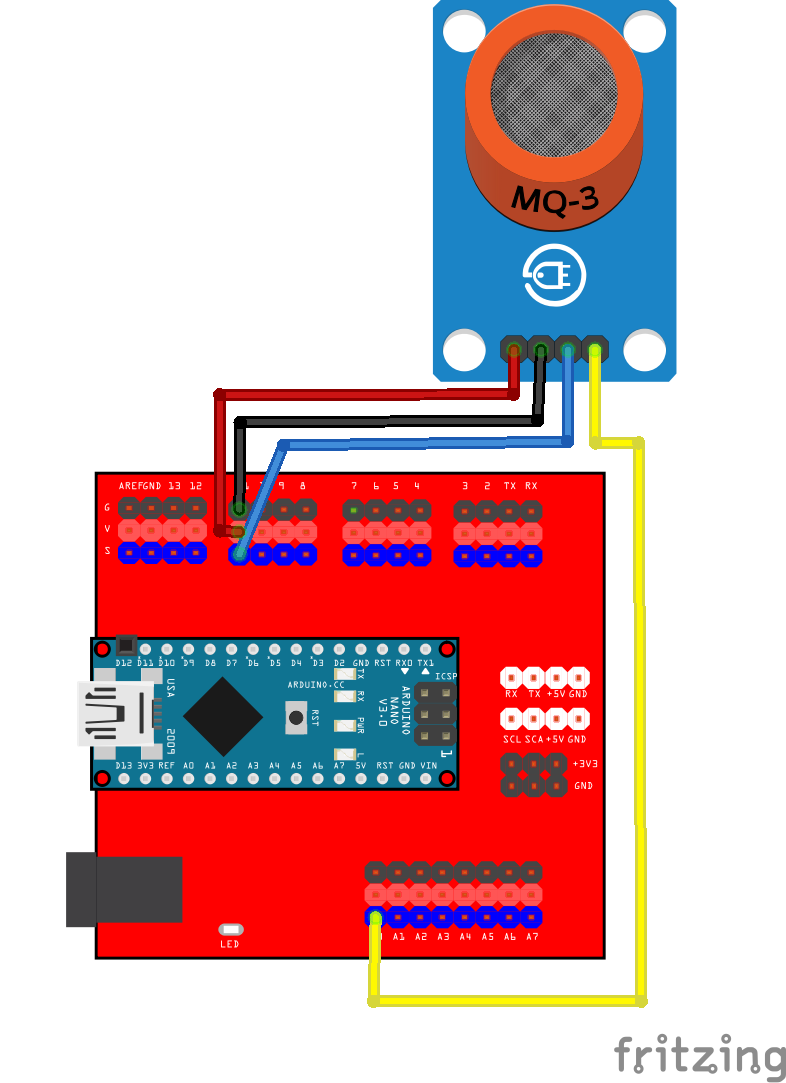 MQ-3
AREF GND 13 12 9 8 7 6 5 4 3 2 TX RX
G
V
S
D12 D11 D10 D9 D8 D7 D6 D5 D4 D3 D2 GND RST RX0 TX1
TX
ICSP
USA
ARDUINO.CC
RX
ARDUINO
NANO
V3.0
RST
PWR
2009
L
1
D13 3V3 REF A0 A1 A2 A3 A4 A5 A6 A7 5V RST GND VIN
RX TX +5V GND
SCL SCA +5V GND
+3V3
GND
A1 A2 A3 A4 A5 A6 A7
LED
fritzing